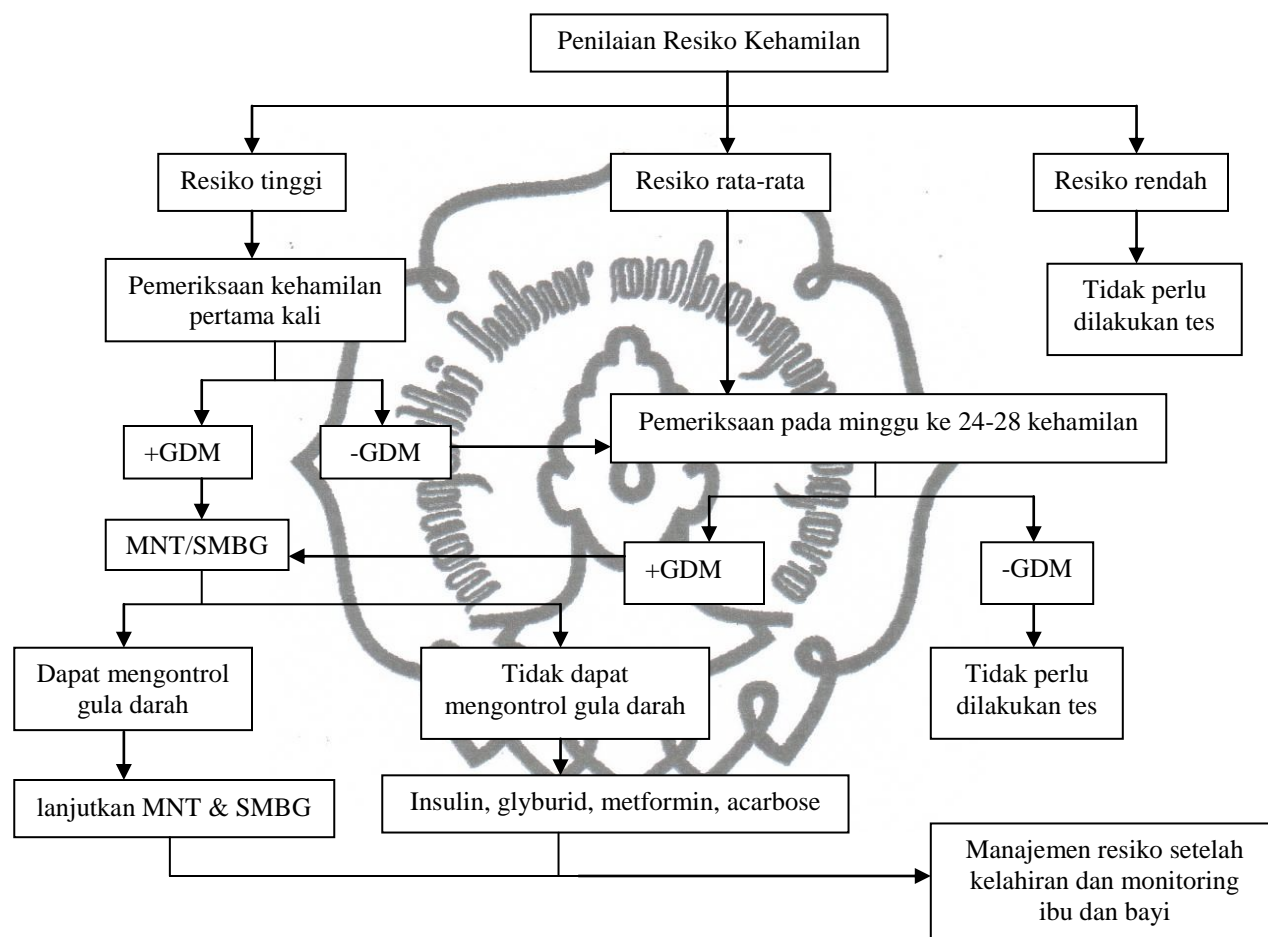 Penilaian Resiko Kehamilan
Resiko tinggi
Resiko rata-rata
Resiko rendah
Pemeriksaan kehamilan
pertama kali
Tidak perlu
dilakukan tes
Pemeriksaan pada minggu ke 24-28 kehamilan
+GDM
-GDM
MNT/SMBG
+GDM
-GDM
Dapat mengontrol
gula darah
Tidak dapat
mengontrol gula darah
Tidak perlu
dilakukan tes
lanjutkan MNT & SMBG
Insulin, glyburid, metformin, acarbose
Manajemen resiko setelah
kelahiran dan monitoring
ibu dan bayi